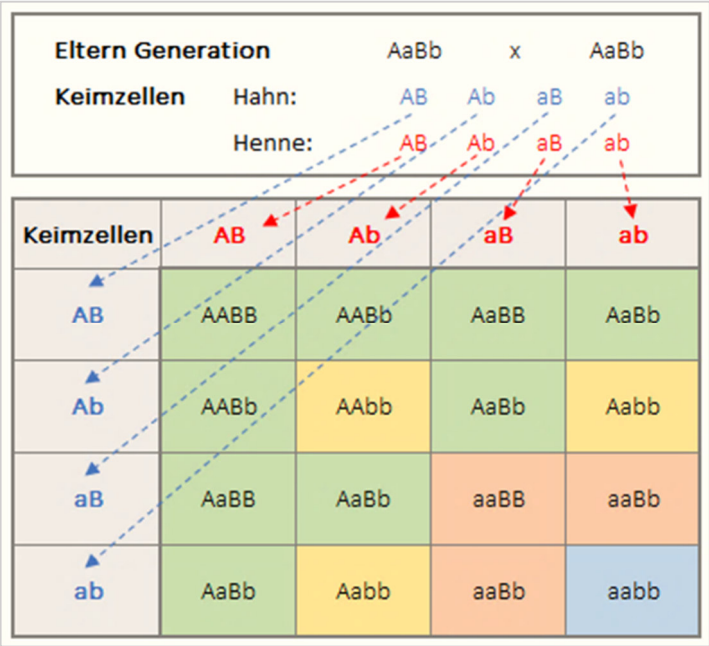 Eltern Generation AaBb x AaBb
Keimzellen Hahn: AB Ab aB ab
Henne: AB Ab aB ab
Keimzellen AB Ab aB ab
AB AABB AABb AaBB AaBb
Ab AABb AAbb AaBb Aabb
aB AaBB AaBb aaBB aaBb
ab AaBb Aabb aaBb aabb